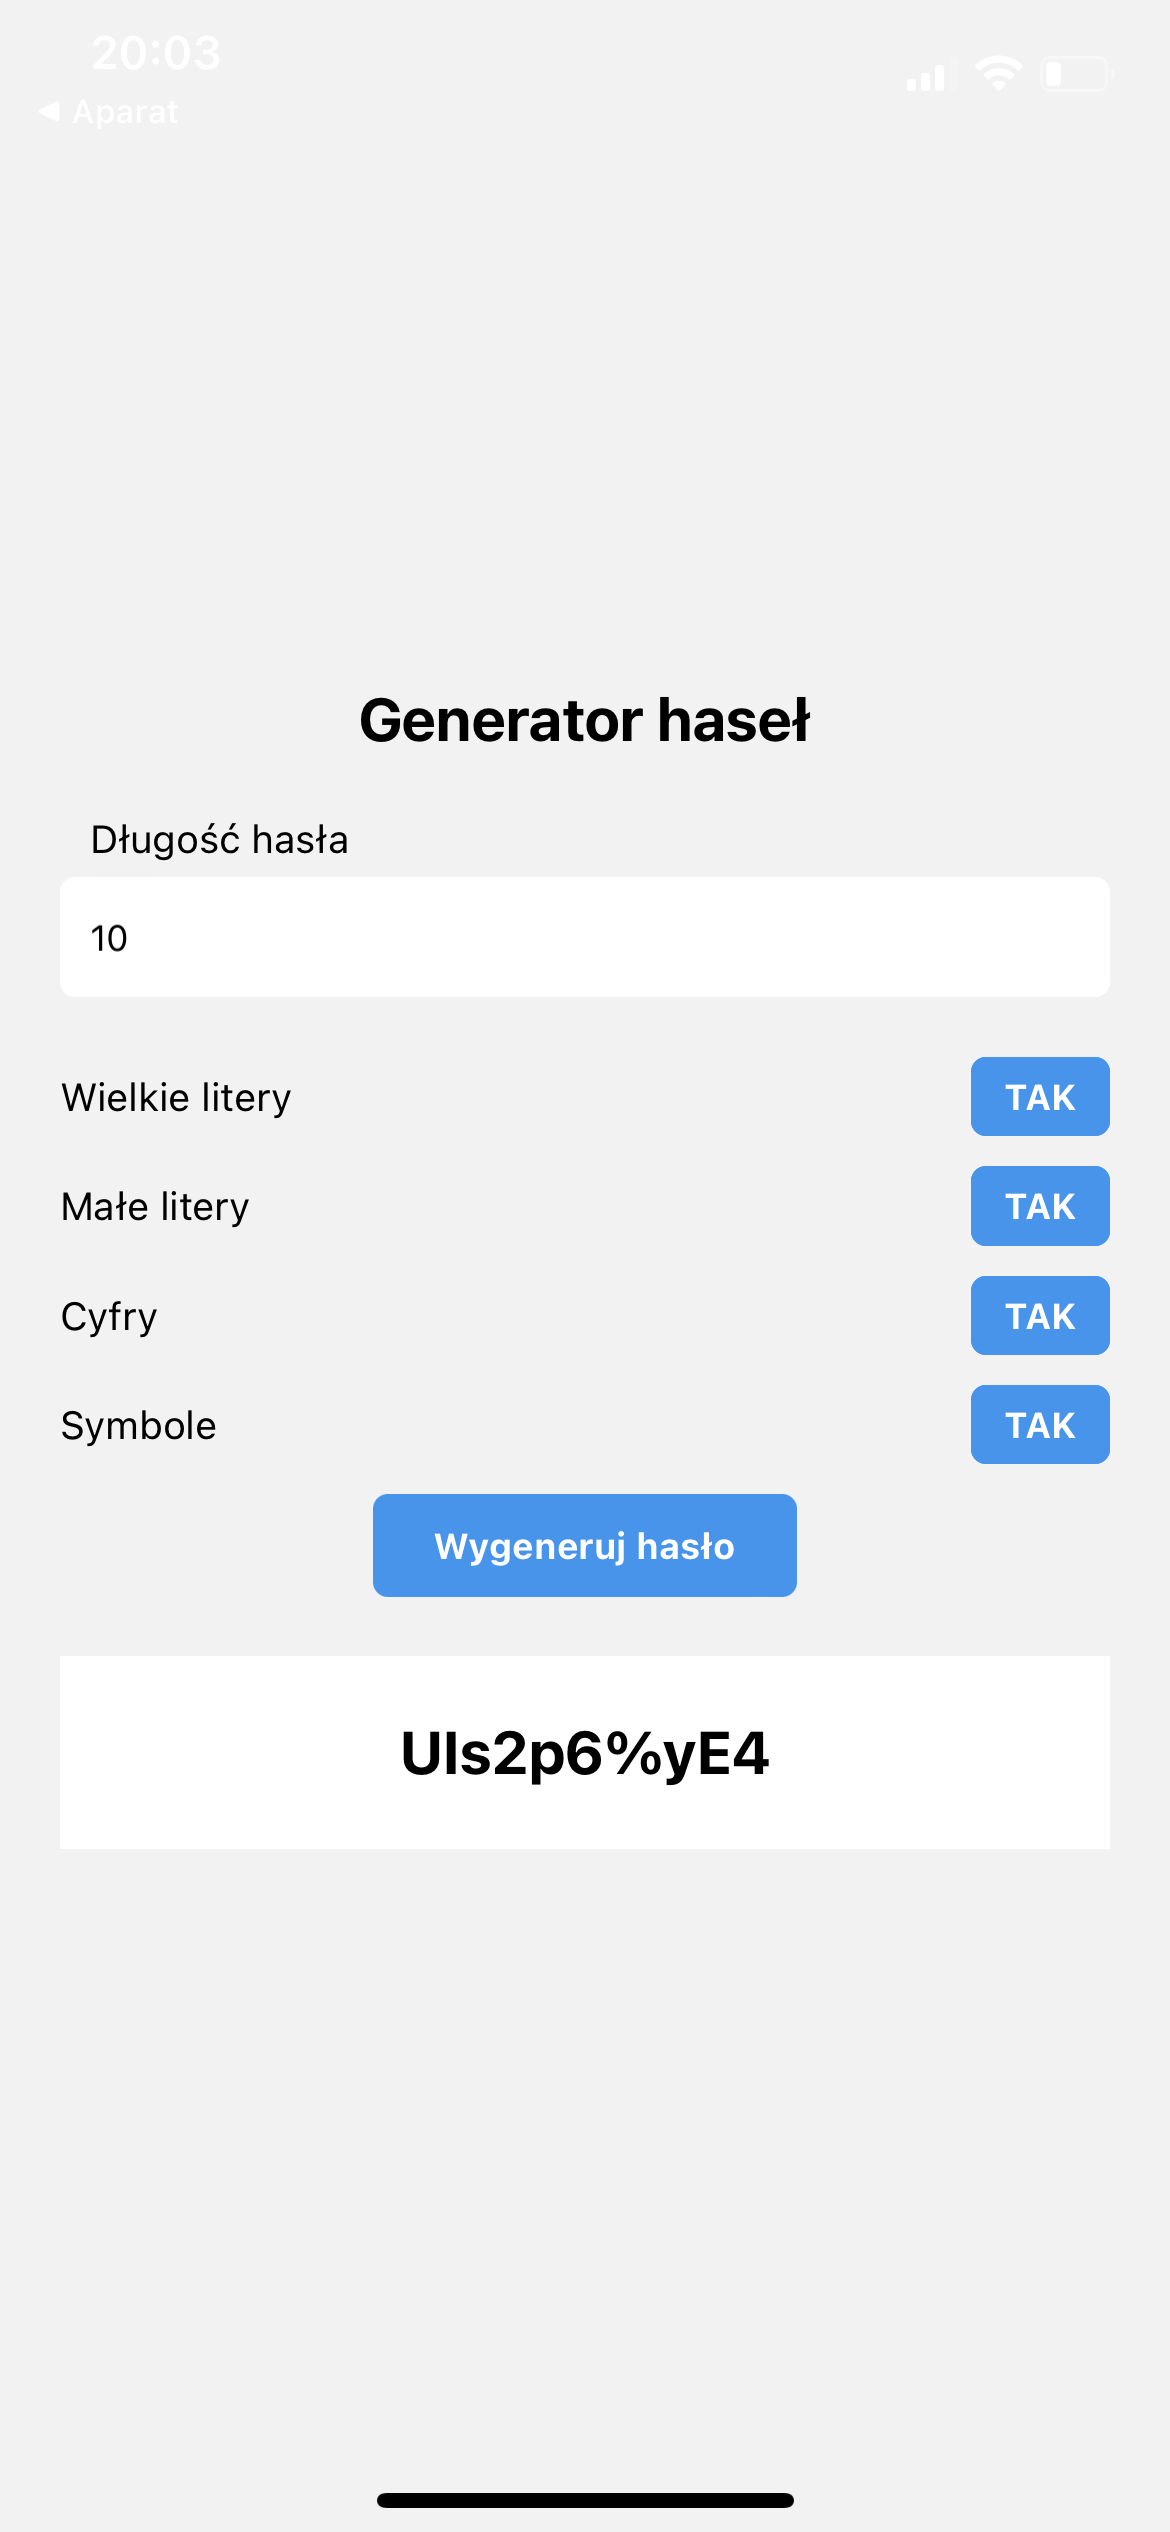 20:03
◀ Aparat
Generator haseł
Długość hasła
10
Wielkie litery
TAK
Małe litery
TAK
Cyfry
TAK
Symbole
TAK
Wygeneruj hasło
UIs2p6%yE4